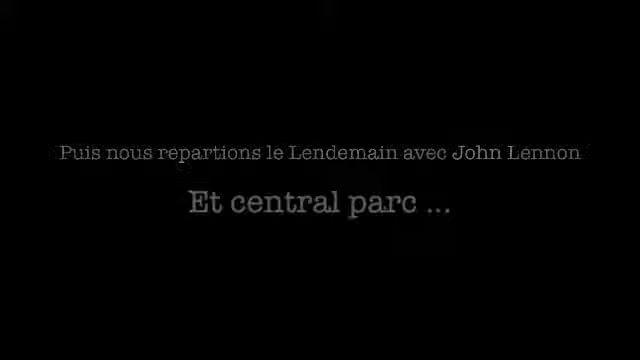 Puis nous repartions le Lendemain avec John Lennon
Et central parc ...